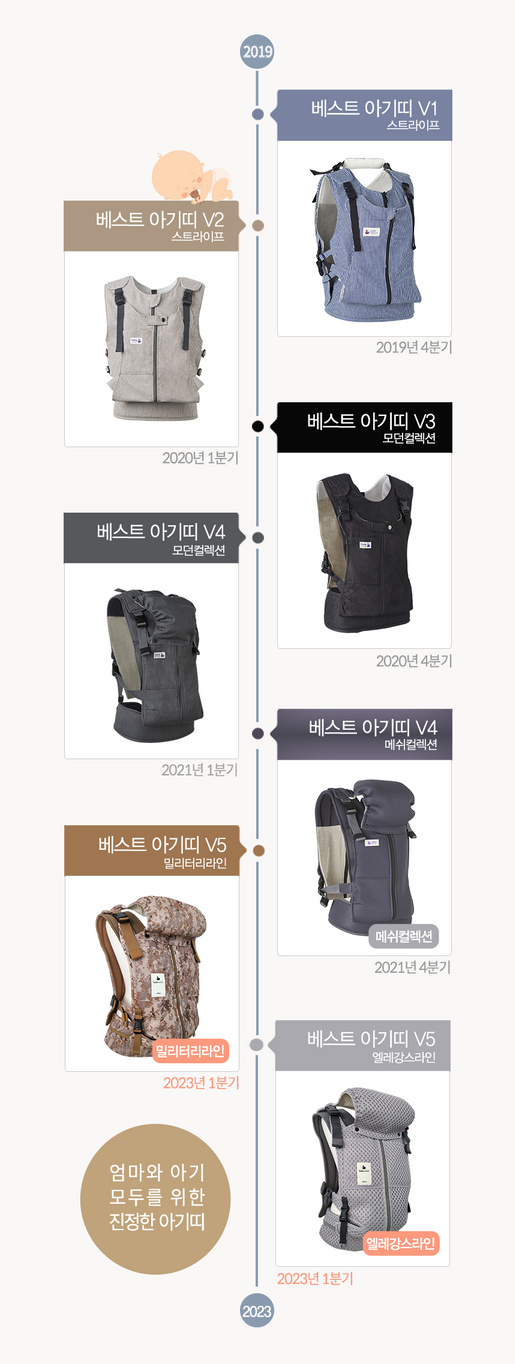 2019
베스트 아기띠 V1
스트라이프
2019년 4분기
베스트 아기띠 V2
스트라이프
2020년 1분기
베스트 아기띠 V3
모던컬렉션
2020년 4분기
베스트 아기띠 V4
모던컬렉션
2021년 1분기
베스트 아기띠 V4
메쉬컬렉션
메쉬컬렉션
2021년 4분기
베스트 아기띠 V5
밀리터리라인
밀리터리라인
2023년 1분기
베스트 아기띠 V5
엘레강스라인
엘레강스라인
2023년 1분기
엄마와 아기
모두를 위한
진정한 아기띠
2023